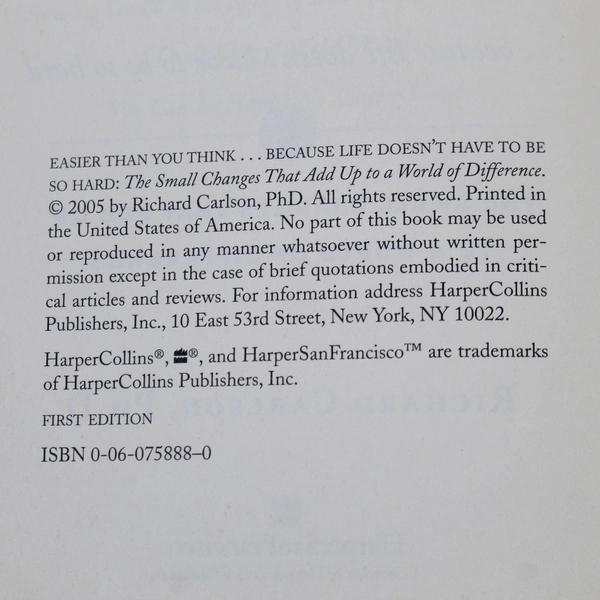 EASIER THAN YOU THINK . . . BECAUSE LIFE DOESN'T HAVE TO BE
SO HARD: The Small Changes That Add Up to a World of Difference.
© 2005 by Richard Carlson, PhD. All rights reserved. Printed in
the United States of America. No part of this book may be used
or reproduced in any manner whatsoever without written per-
mission except in the case of brief quotations embodied in criti-
cal articles and reviews. For information address HarperCollins
Publishers, Inc., 10 East 53rd Street, New York, NY 10022.
HarperCollins®, ®, and HarperSanFrancisco™ are trademarks
of HarperCollins Publishers, Inc.
FIRST EDITION
ISBN 0-06-075888–0
RICHARD CARLSON, PH.D.
HarperSanFrancisco